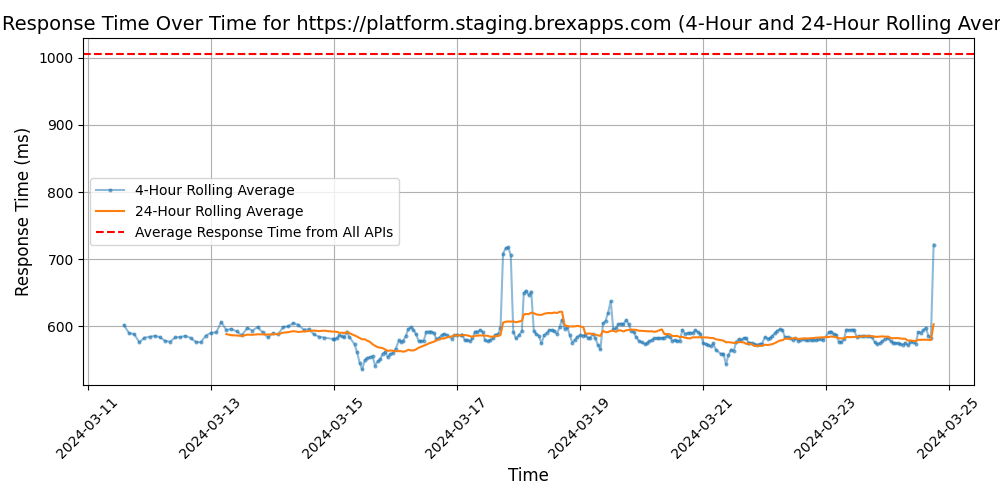 Response Time Over Time for https://platform.staging.brexapps.com (4-Hour and 24-Hour Rolling Aver
Response Time (ms)
1000
900
800
700
600
4-Hour Rolling Average
24-Hour Rolling Average
Average Response Time from All APIs
2024-03-11
2024-03-13
2024-03-15
2024-03-17
2024-03-19
2024-03-21
2024-03-23
2024-03-25
Time